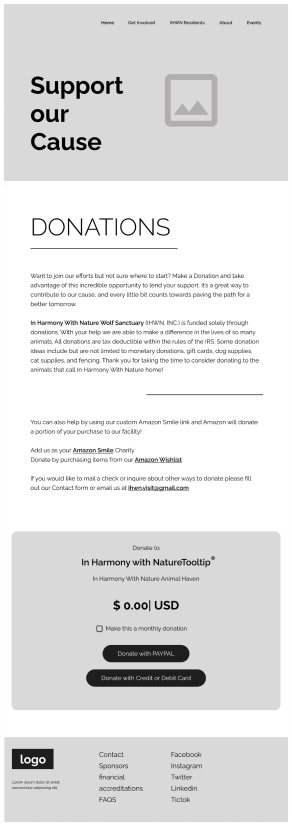 Home Get Involved IHWN Residents About Events
Support
our
Cause
DONATIONS
Want to join our efforts but not sure where to start? Make a Donation and take
advantage of this incredible opportunity to lend your support. It's a great way to
contribute to our cause, and every little bit counts towards paving the path for a
better tomorrow.
In Harmony With Nature Wolf Sanctuary (IHWN, INC.) is funded solely through
donations. With your help we are able to make a difference in the lives of so many
animals. All donations are tax deductible within the rules of the IRS. Some donation
ideas include but are not limited to monetary donations, gift cards, dog supplies,
cat supplies, and fencing. Thank you for taking the time to consider donating to the
animals that call In Harmony With Nature home!
You can also help by using our custom Amazon Smile link and Amazon will donate
a portion of your purchase to our facility!
Add us as your Amazon Smile Charity
Donate by purchasing items from our Amazon Wishlist
If you would like to mail a check or inquire about other ways to donate please fill
out our Contact form or email us at ihwn.visit@gmail.com
Donate to
In Harmony with NatureTooltip
In Harmony With Nature Animal Haven
$ 0.00| USD
Make this a monthly donation
Donate with PAYPAL
Donate with Credit or Debit Card
logo
Lorem ipsum dolor sit amet,
consectetur adipiscing elit.
Contact
Sponsors
financial
accreditations
FAQS
Facebook
Instagram
Twitter
Linkedin
Tictok